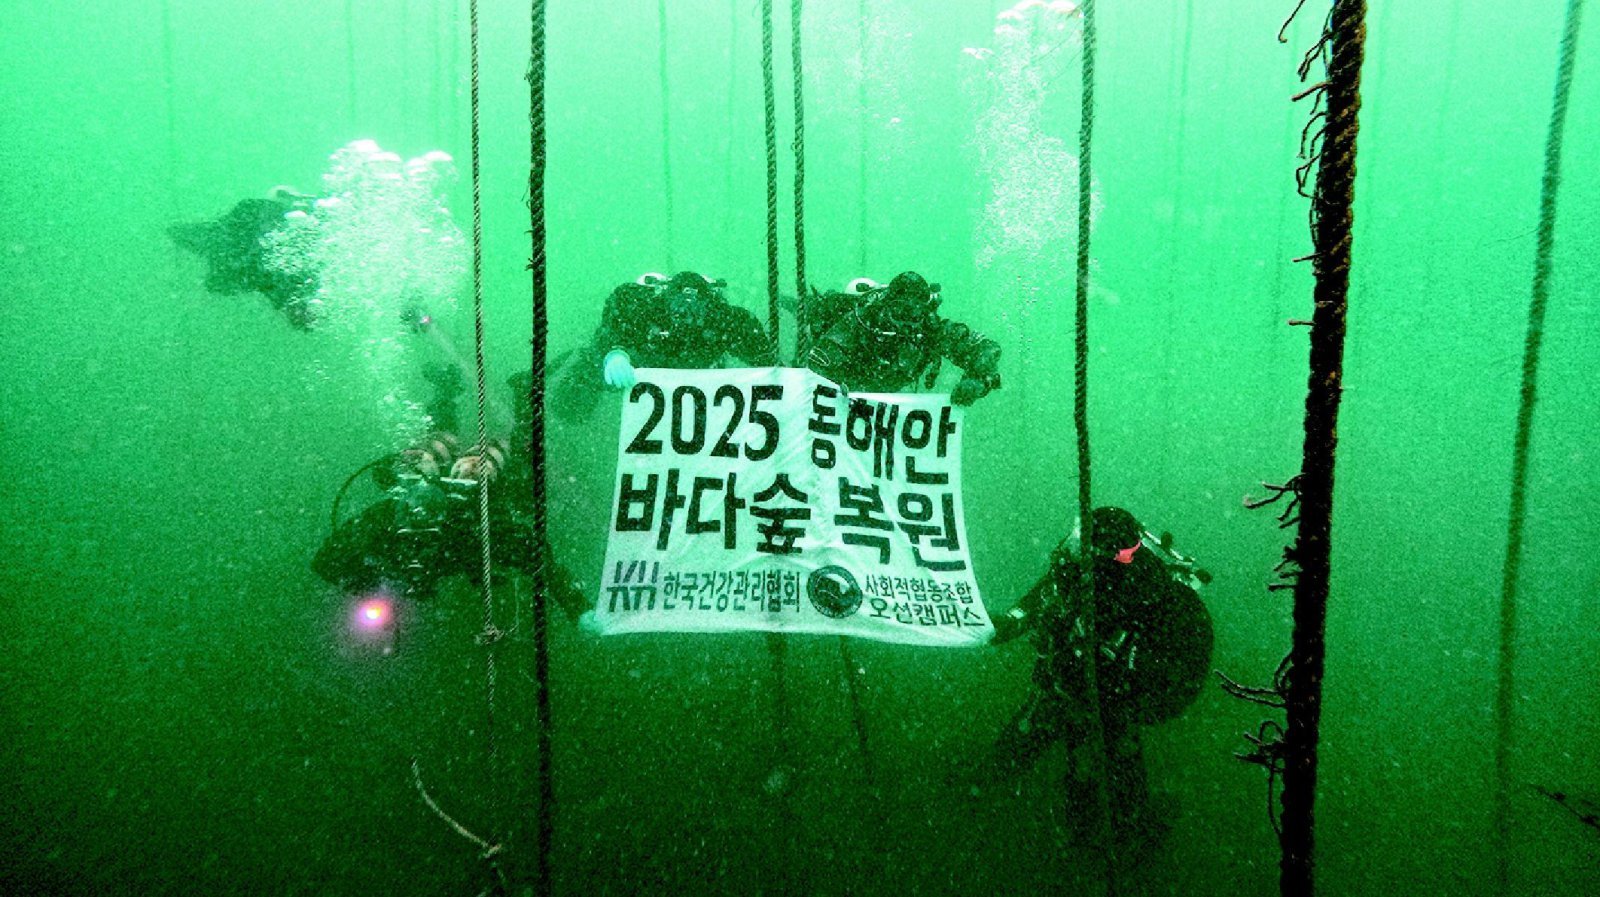 2025 동해안
바다숲 복원
KH 한국건강관리협회 사회적협동조합
오션캠퍼스